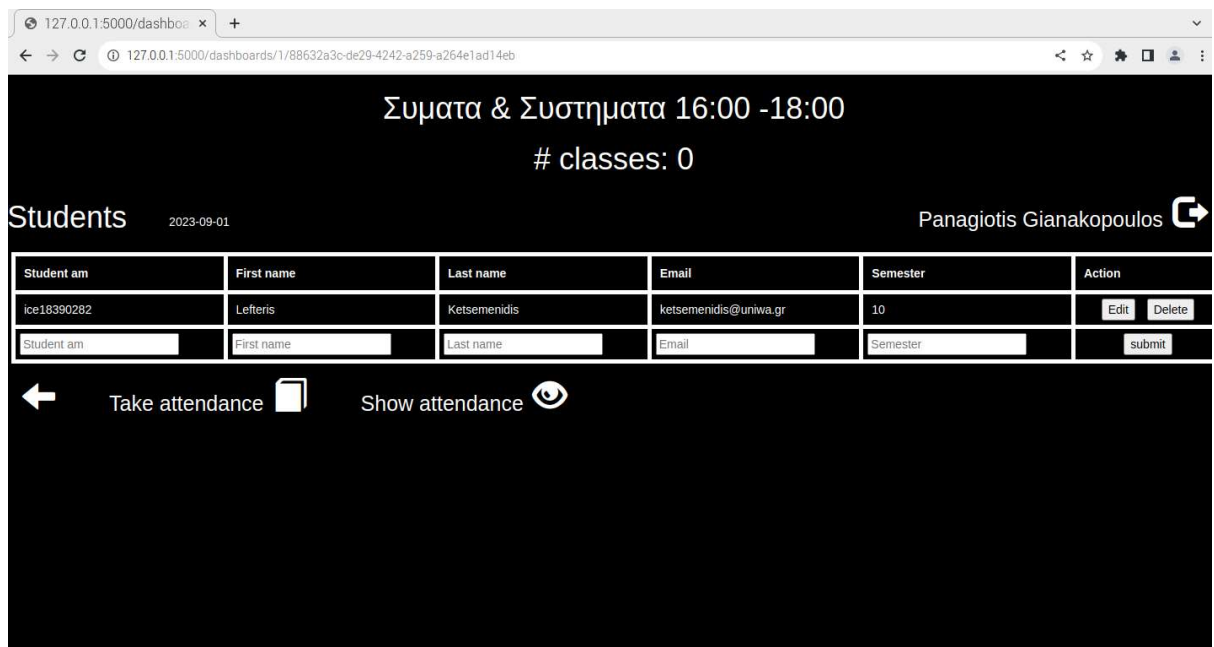 127.0.0.1:5000/dashboa
127.0.0.1:5000/dashboards/1/88632a3c-de29-4242-a259-a264e1ad14eb
Συματα & Συστηματα 16:00 -18:00
# classes: 0
Students 2023-09-01 Panagiotis Gianakopoulos
Student am First name Last name Email Semester Action
ice18390282 Lefteris Ketsemenidis ketsemenidis@uniwa.gr 10 Edit Delete
Student am First name Last name Email Semester submit
Take attendance Show attendance